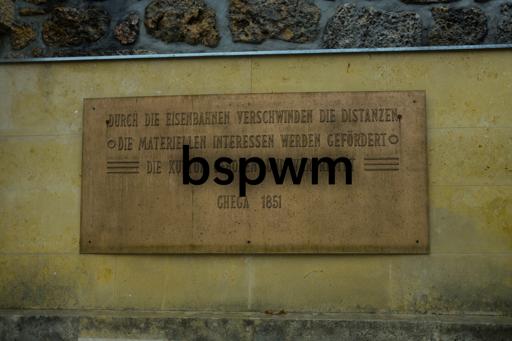 DURCH DIE EISENBAHNEN VERSCHWINDEN DIE DISTANZEN,
DIE MATERIELLEN INTERESSEN WERDEN GEFÖRDERT
DIE
bspwm
GHEGA 1851